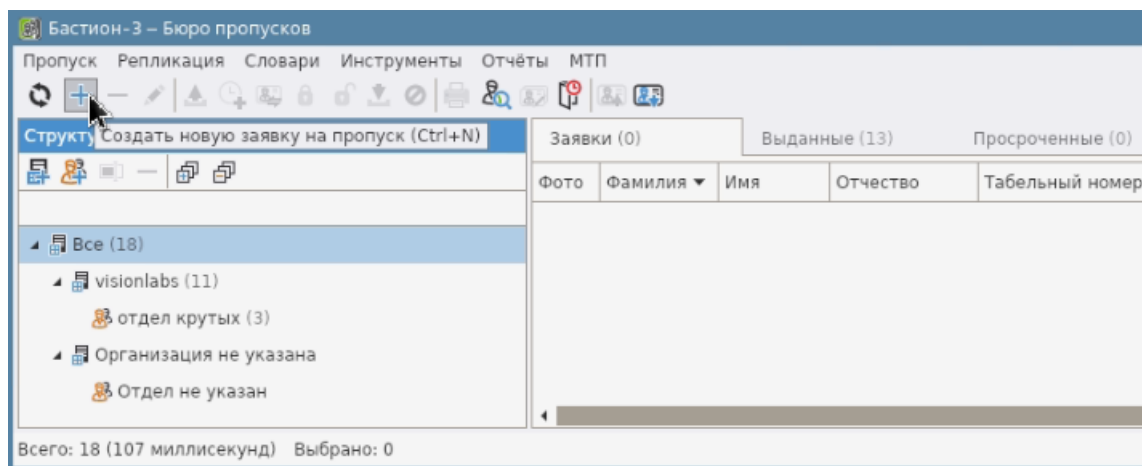 Бастион-3 – Бюро пропусков
Пропуск Репликация Словари Инструменты Отчёты МТП
Структ
Создать новую заявку на пропуск (Ctrl+N)
Заявки (0) Выданные (13) Просроченные (0)
Фото Фамилия Имя Отчество Табельный номер
Все (18)
visionlabs (11)
отдел крутых (3)
Организация не указана
Отдел не указан
Всего: 18 (107 миллисекунд) Выбрано: 0